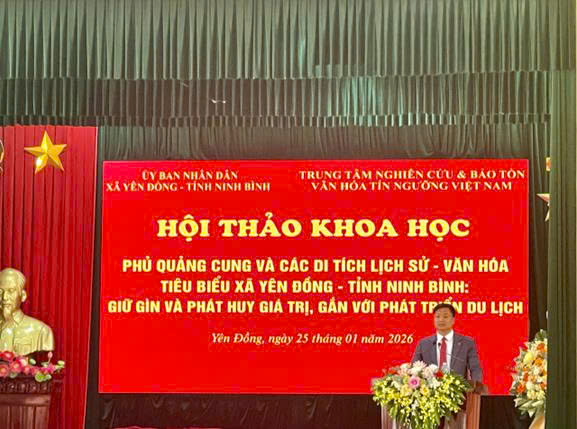 ỦY BAN NHÂN DÂN
XÃ YÊN ĐỒNG - TỈNH NINH BÌNH
TRUNG TÂM NGHIÊN CỨU & BẢO TỒN
VĂN HÓA TÍN NGƯỠNG VIỆT NAM
HỘI THẢO KHOA HỌC
PHỦ QUẢNG CUNG VÀ CÁC DI TÍCH LỊCH SỬ - VĂN HÓA
TIÊU BIỂU XÃ YÊN ĐỒNG - TỈNH NINH BÌNH:
GIỮ GÌN VÀ PHÁT HUY GIÁ TRỊ, GẮN VỚI PHÁT TRIỂN DU LỊCH
Yên Đồng, ngày 25 tháng 01 năm 2026